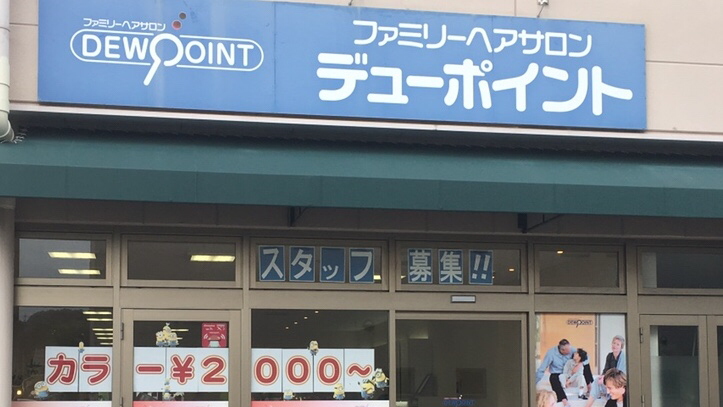 ファミリーヘアサロン
DEWPOINT
ファミリーヘアサロン
デューポイント
スタッフ 募集!!
カラー¥2000〜
DEWPOINT